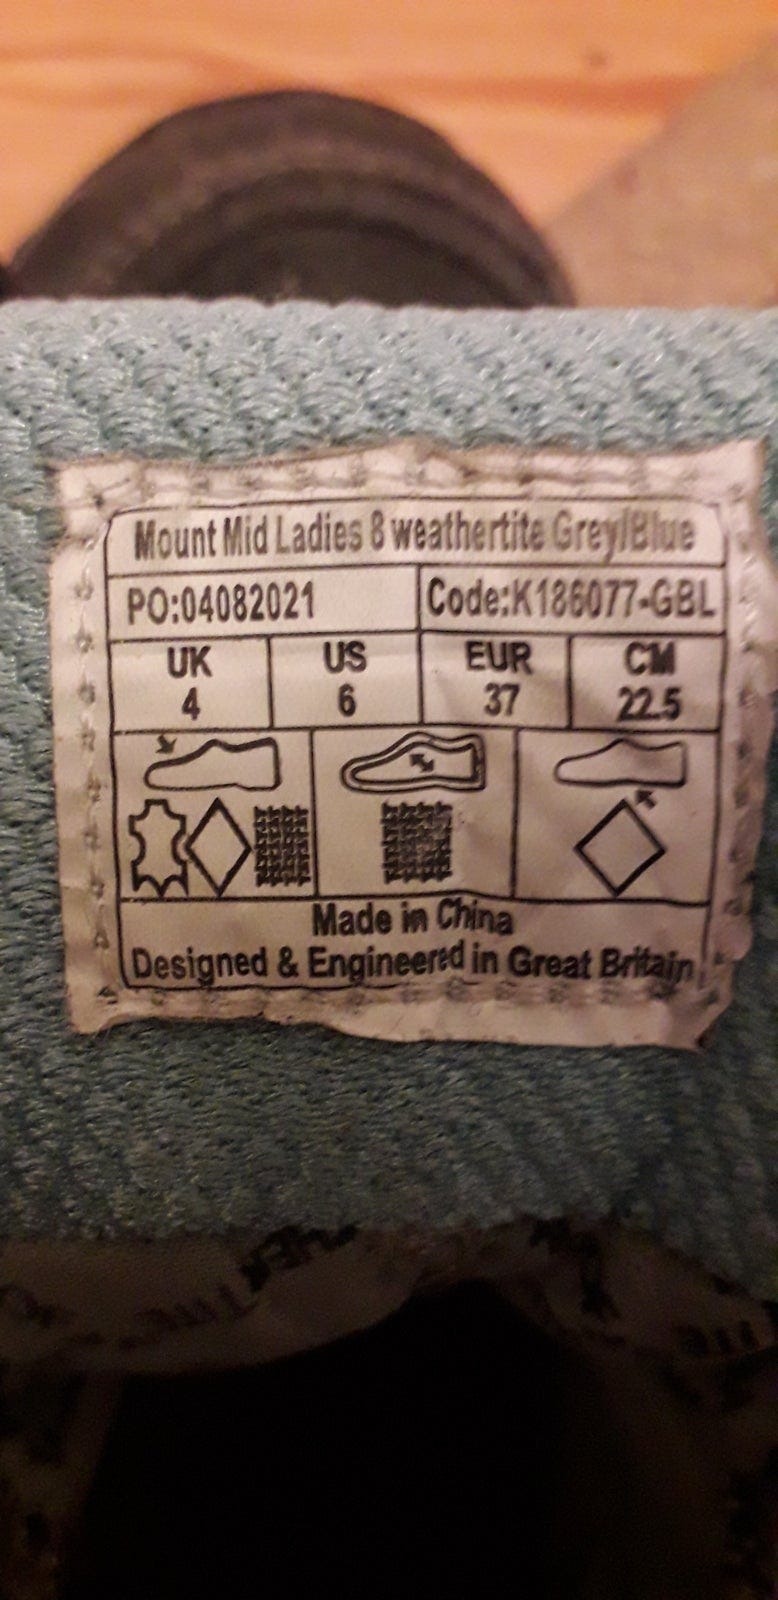 Mount Mid Ladies 8 weathertite Grey/Blue
PO:04082021 Code:K186077-GBL
UK US EUR CM
4 6 37 22.5
Made in China
Designed & Engineered in Great Britain